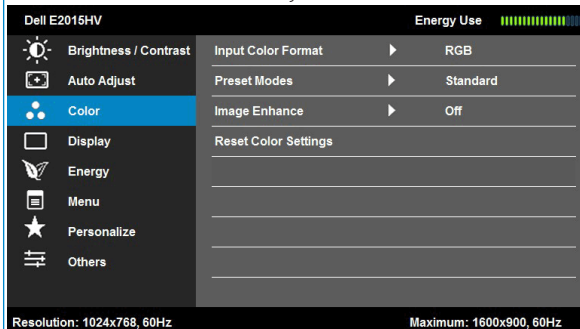 Dell E2015HV Energy Use
Brightness / Contrast Input Color Format RGB
Auto Adjust Preset Modes Standard
Color Image Enhance Off
Display Reset Color Settings
Energy
Menu
Personalize
Others
Resolution: 1024x768, 60Hz Maximum: 1600x900, 60Hz